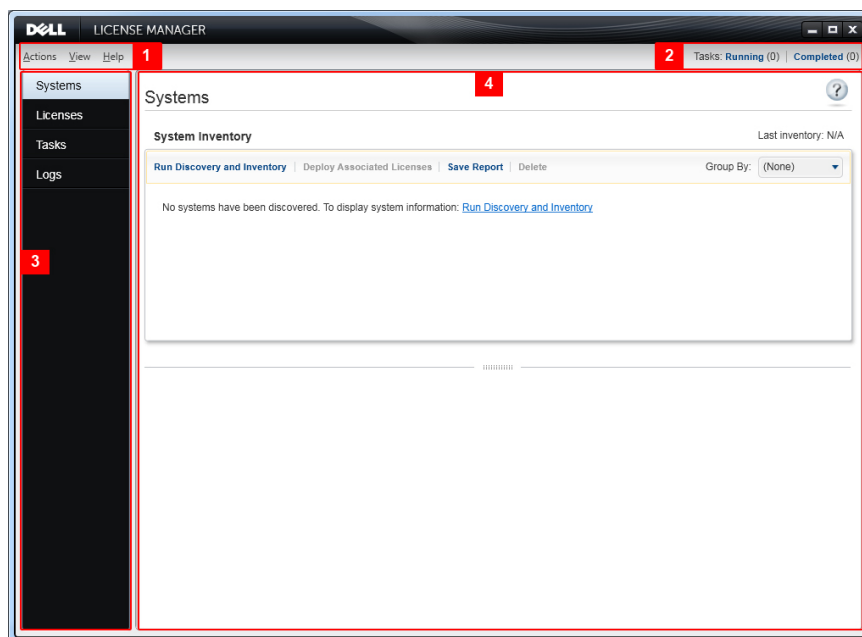 DELL LICENSE MANAGER
Actions View Help 1 2 Tasks: Running (0) | Completed (0)
Systems
Licenses
Tasks
Logs
3
4
Systems
?
System Inventory Last inventory: N/A
Run Discovery and Inventory | Deploy Associated Licenses | Save Report | Delete Group By: (None)
No systems have been discovered. To display system information: Run Discovery and Inventory